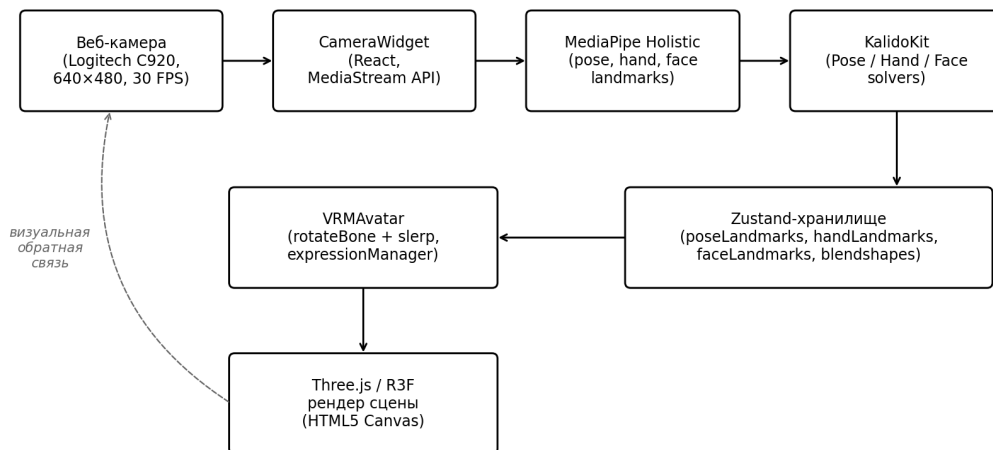 Веб-камера
(Logitech C920,
640×480, 30 FPS)
CameraWidget
(React,
MediaStream API)
MediaPipe Holistic
(pose, hand, face
landmarks)
KalidoKit
(Pose / Hand / Face
solvers)
VRMAvatar
(rotateBone + slerp,
expressionManager)
Zustand-хранилище
(poseLandmarks, handLandmarks,
faceLandmarks, blendshapes)
визуальная
обратная
связь
Three.js / R3F
рендер сцены
(HTML5 Canvas)